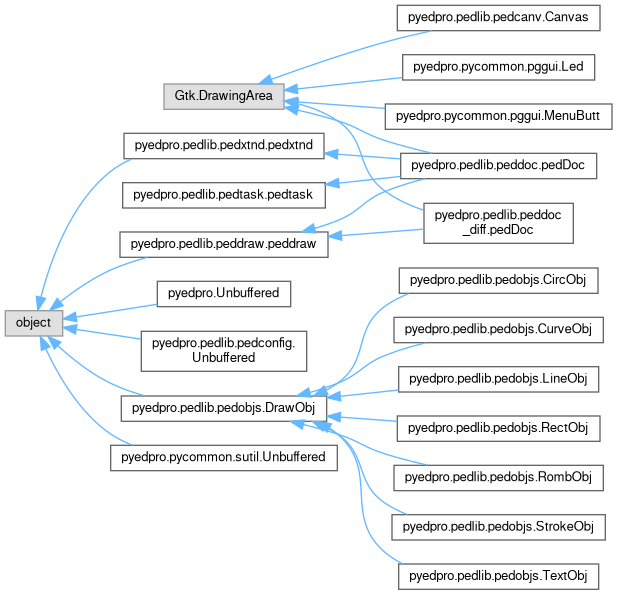 pyedpro.pedlib.pedcanv.Canvas
pyedpro.pycommon.pggui.Led
Gtk.DrawingArea
pyedpro.pycommon.pggui.MenuButt
pyedpro.pedlib.pedxtnd.pedxtnd
pyedpro.pedlib.peddoc.pedDoc
pyedpro.pedlib.pedtask.pedtask
pyedpro.pedlib.peddoc
_diff.pedDoc
pyedpro.pedlib.peddraw.peddraw
pyedpro.pedlib.pedobjs.CircObj
pyedpro.Unbuffered
object
pyedpro.pedlib.pedobjs.CurveObj
pyedpro.pedlib.pedconfig.
Unbuffered
pyedpro.pedlib.pedobjs.LineObj
pyedpro.pedlib.pedobjs.DrawObj
pyedpro.pedlib.pedobjs.RectObj
pyedpro.pycommon.sutil.Unbuffered
pyedpro.pedlib.pedobjs.RombObj
pyedpro.pedlib.pedobjs.StrokeObj
pyedpro.pedlib.pedobjs.TextObj